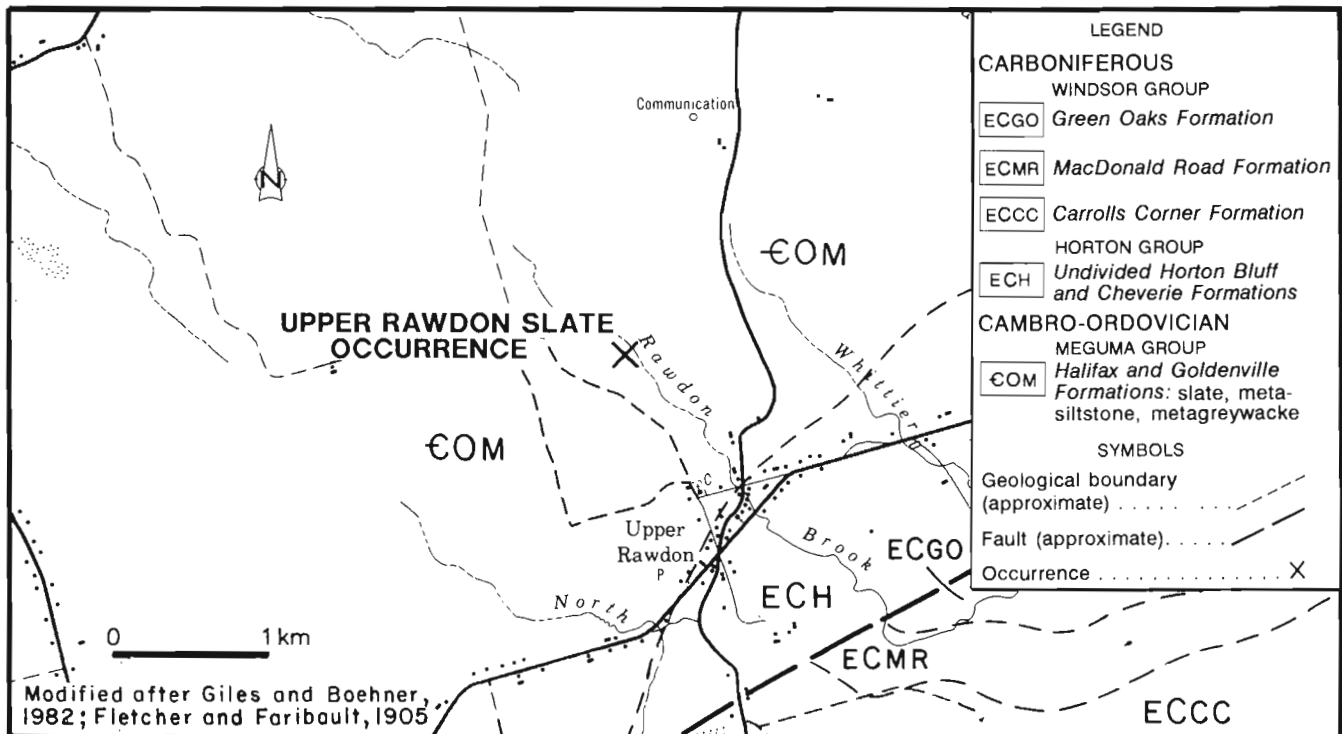 Communication
N
ЄOM
UPPER RAWDON SLATE
OCCURRENCE
Rawdon
Whittier
ЄOM
C
Upper
Rawdon
P
Brook
ECGO
North
ECH
ECMR
ECCC
0 1 km
Modified after Giles and Boehner,
1982; Fletcher and Faribault, 1905
LEGEND
CARBONIFEROUS
WINDSOR GROUP
ECGO Green Oaks Formation
ECMR MacDonald Road Formation
ECCC Carrolls Corner Formation
HORTON GROUP
ECH Undivided Horton Bluff
and Cheverie Formations
CAMBRO-ORDOVICIAN
MEGUMA GROUP
ЄOM Halifax and Goldenville
Formations: slate, meta-
siltstone, metagreywacke
SYMBOLS
Geological boundary
(approximate) . . . . . . . .
Fault (approximate). . . . .
Occurrence . . . . . . . . . . . . . . . X